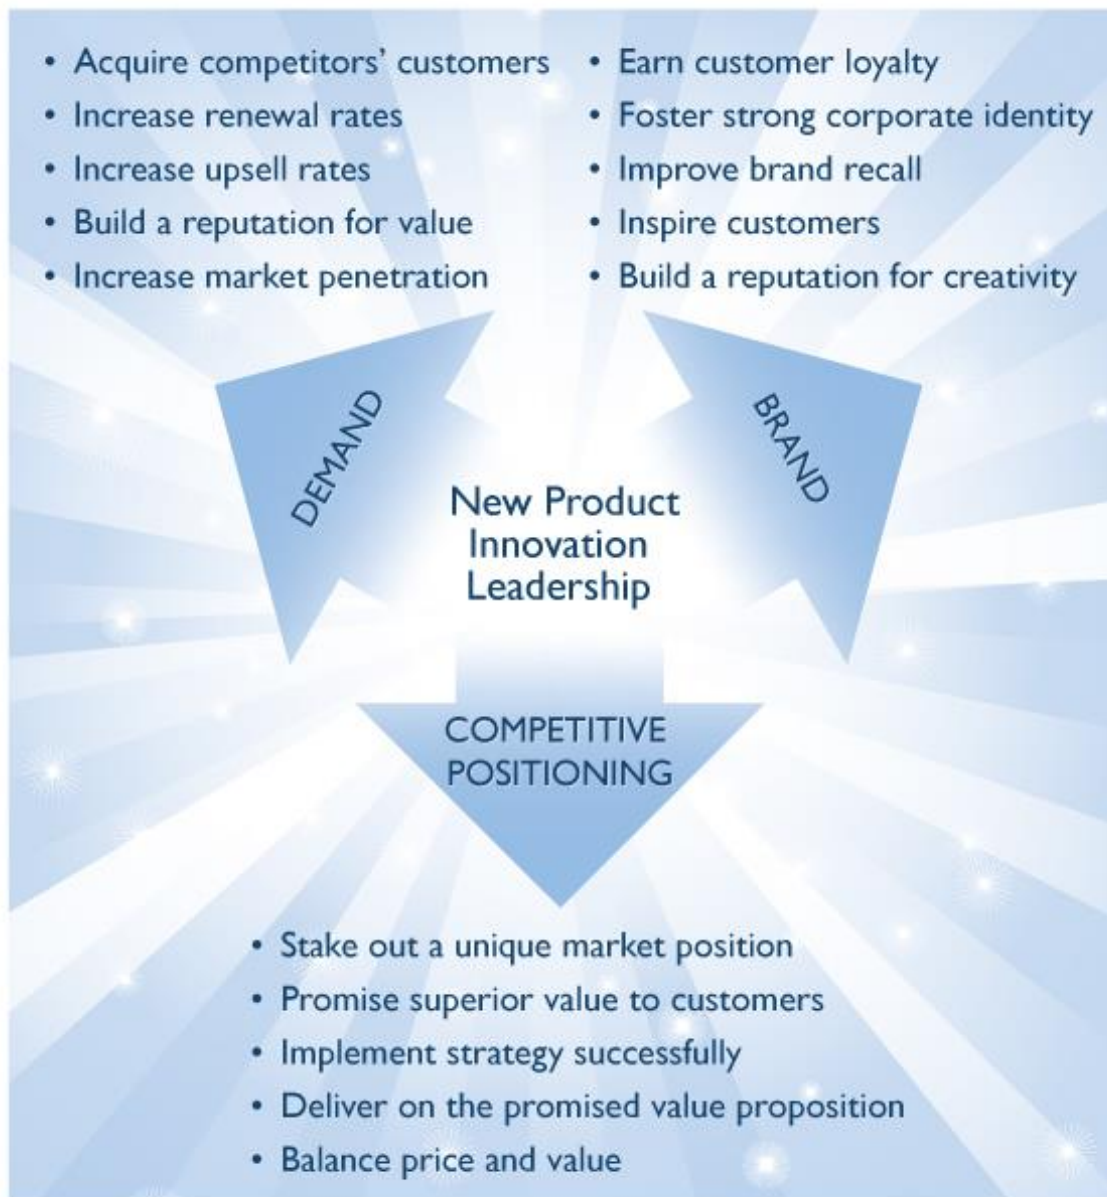 • Acquire competitors' customers
• Increase renewal rates
• Increase upsell rates
• Build a reputation for value
• Increase market penetration
• Earn customer loyalty
• Foster strong corporate identity
• Improve brand recall
• Inspire customers
• Build a reputation for creativity
DEMAND
BRAND
New Product
Innovation
Leadership
COMPETITIVE
POSITIONING
• Stake out a unique market position
• Promise superior value to customers
• Implement strategy successfully
• Deliver on the promised value proposition
• Balance price and value